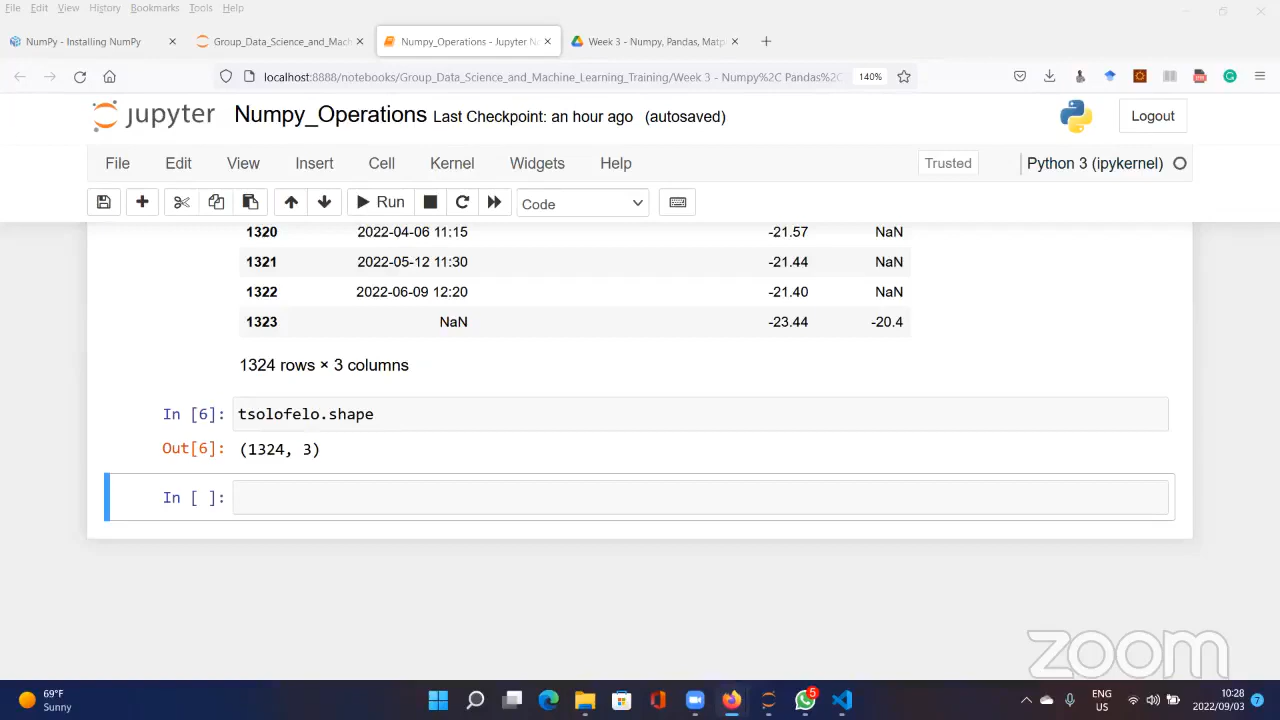 File Edit View History Bookmarks Tools Help
NumPy - Installing NumPy
Group_Data_Science_and_Mach
Numpy_Operations - Jupyter N
Week 3 - Numpy, Pandas, Matp
localhost:8888/notebooks/Group_Data_Science_and_Machine_Learning_Training/Week 3 - Numpy%2C Pandas%2C
140%
jupyter Numpy_Operations Last Checkpoint: an hour ago (autosaved)
Logout
File Edit View Insert Cell Kernel Widgets Help
Trusted
Python 3 (ipykernel)
Run
Code
1320 2022-04-06 11:15 -21.57 NaN
1321 2022-05-12 11:30 -21.44 NaN
1322 2022-06-09 12:20 -21.40 NaN
1323 NaN -23.44 -20.4
1324 rows × 3 columns
In [6]: tsolofelo.shape
Out[6]: (1324, 3)
In [ ]:
zoom
69°F
Sunny
5
ENG
US
10:28
2022/09/03
7